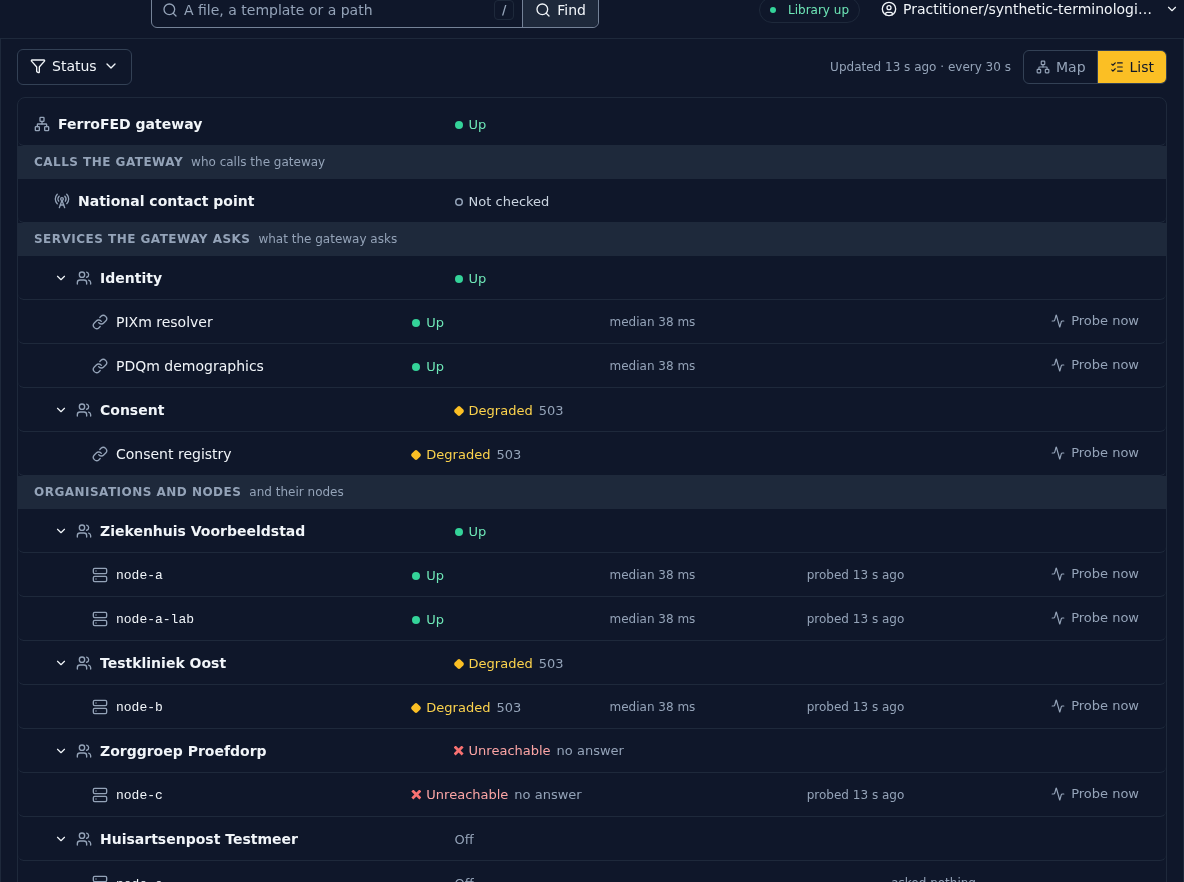 A file, a template or a path / Find Library up Practitioner/synthetic-terminologi...
Status Updated 13 s ago · every 30 s Map List
FerroFED gateway Up
CALLS THE GATEWAY who calls the gateway
National contact point Not checked
SERVICES THE GATEWAY ASKS what the gateway asks
Identity Up
PIXm resolver Up median 38 ms Probe now
PDQm demographics Up median 38 ms Probe now
Consent Degraded 503
Consent registry Degraded 503 Probe now
ORGANISATIONS AND NODES and their nodes
Ziekenhuis Voorbeeldstad Up
node-a Up median 38 ms probed 13 s ago Probe now
node-a-lab Up median 38 ms probed 13 s ago Probe now
Testkliniek Oost Degraded 503
node-b Degraded 503 median 38 ms probed 13 s ago Probe now
Zorggroep Proefdorp Unreachable no answer
node-c Unreachable no answer probed 13 s ago Probe now
Huisartsenpost Testmeer Off
Off asked nothing